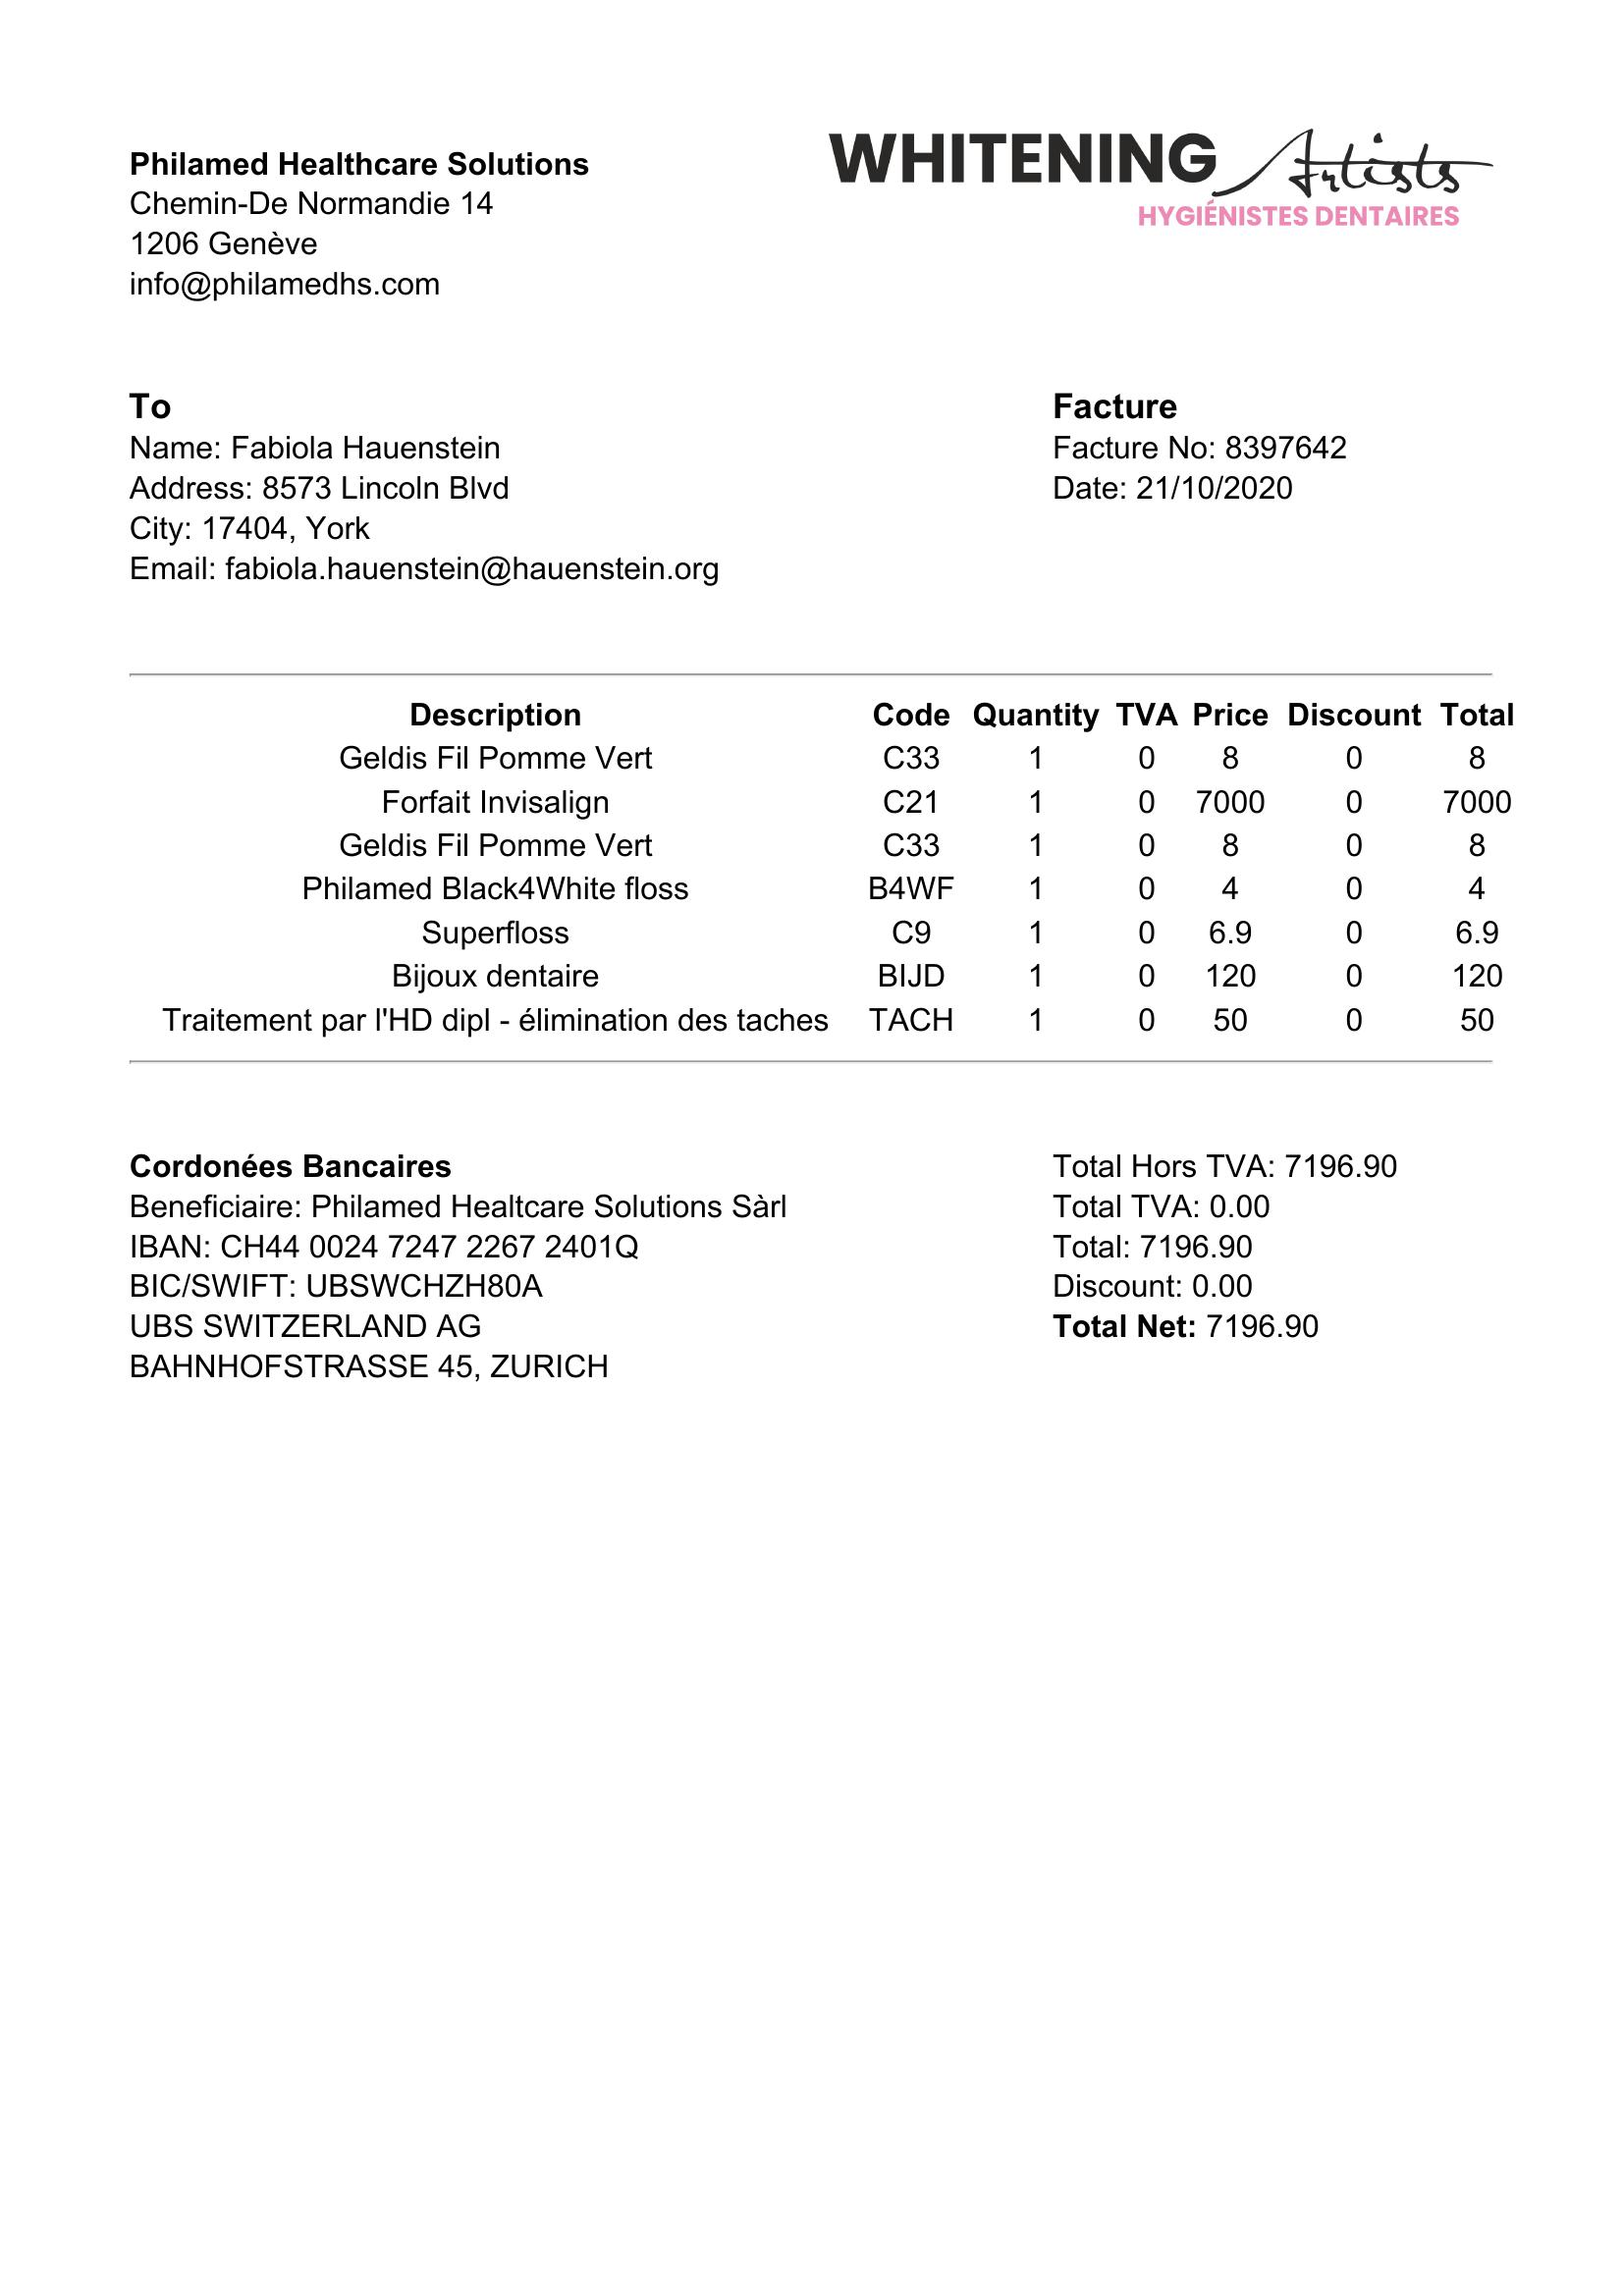 Philamed Healthcare Solutions
Chemin-De Normandie 14
1206 Genève
info@philamedhs.com
WHITENING Artists
HYGIÉNISTES DENTAIRES
To
Name: Fabiola Hauenstein
Address: 8573 Lincoln Blvd
City: 17404, York
Email: fabiola.hauenstein@hauenstein.org
Facture
Facture No: 8397642
Date: 21/10/2020
Description Code Quantity TVA Price Discount Total
Geldis Fil Pomme Vert C33 1 0 8 0 8
Forfait Invisalign C21 1 0 7000 0 7000
Geldis Fil Pomme Vert C33 1 0 8 0 8
Philamed Black4White floss B4WF 1 0 4 0 4
Superfloss C9 1 0 6.9 0 6.9
Bijoux dentaire BIJD 1 0 120 0 120
Traitement par l'HD dipl - élimination des taches TACH 1 0 50 0 50
Cordonées Bancaires
Beneficiaire: Philamed Healtcare Solutions Sàrl
IBAN: CH44 0024 7247 2267 2401Q
BIC/SWIFT: UBSWCHZH80A
UBS SWITZERLAND AG
BAHNHOFSTRASSE 45, ZURICH
Total Hors TVA: 7196.90
Total TVA: 0.00
Total: 7196.90
Discount: 0.00
Total Net: 7196.90